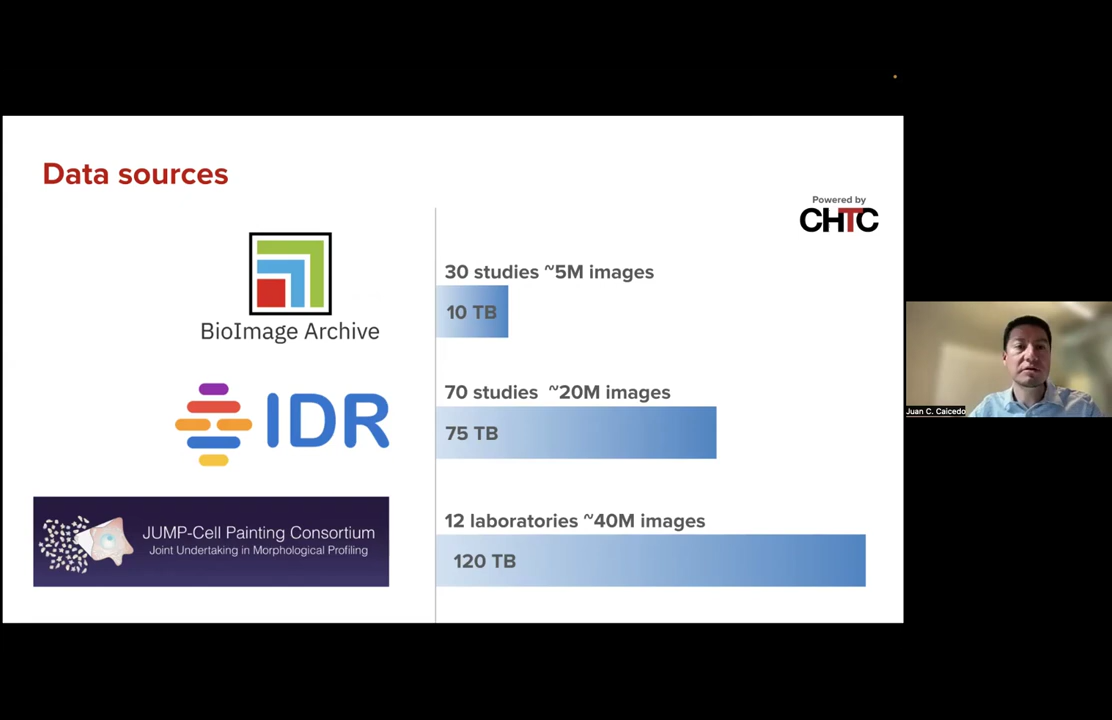 Data sources
Powered by
CHTC
BioImage Archive
30 studies ~5M images
10 TB
IDR
70 studies ~20M images
75 TB
JUMP-Cell Painting Consortium
Joint Undertaking in Morphological Profiling
12 laboratories ~40M images
120 TB
Juan C. Caicedo